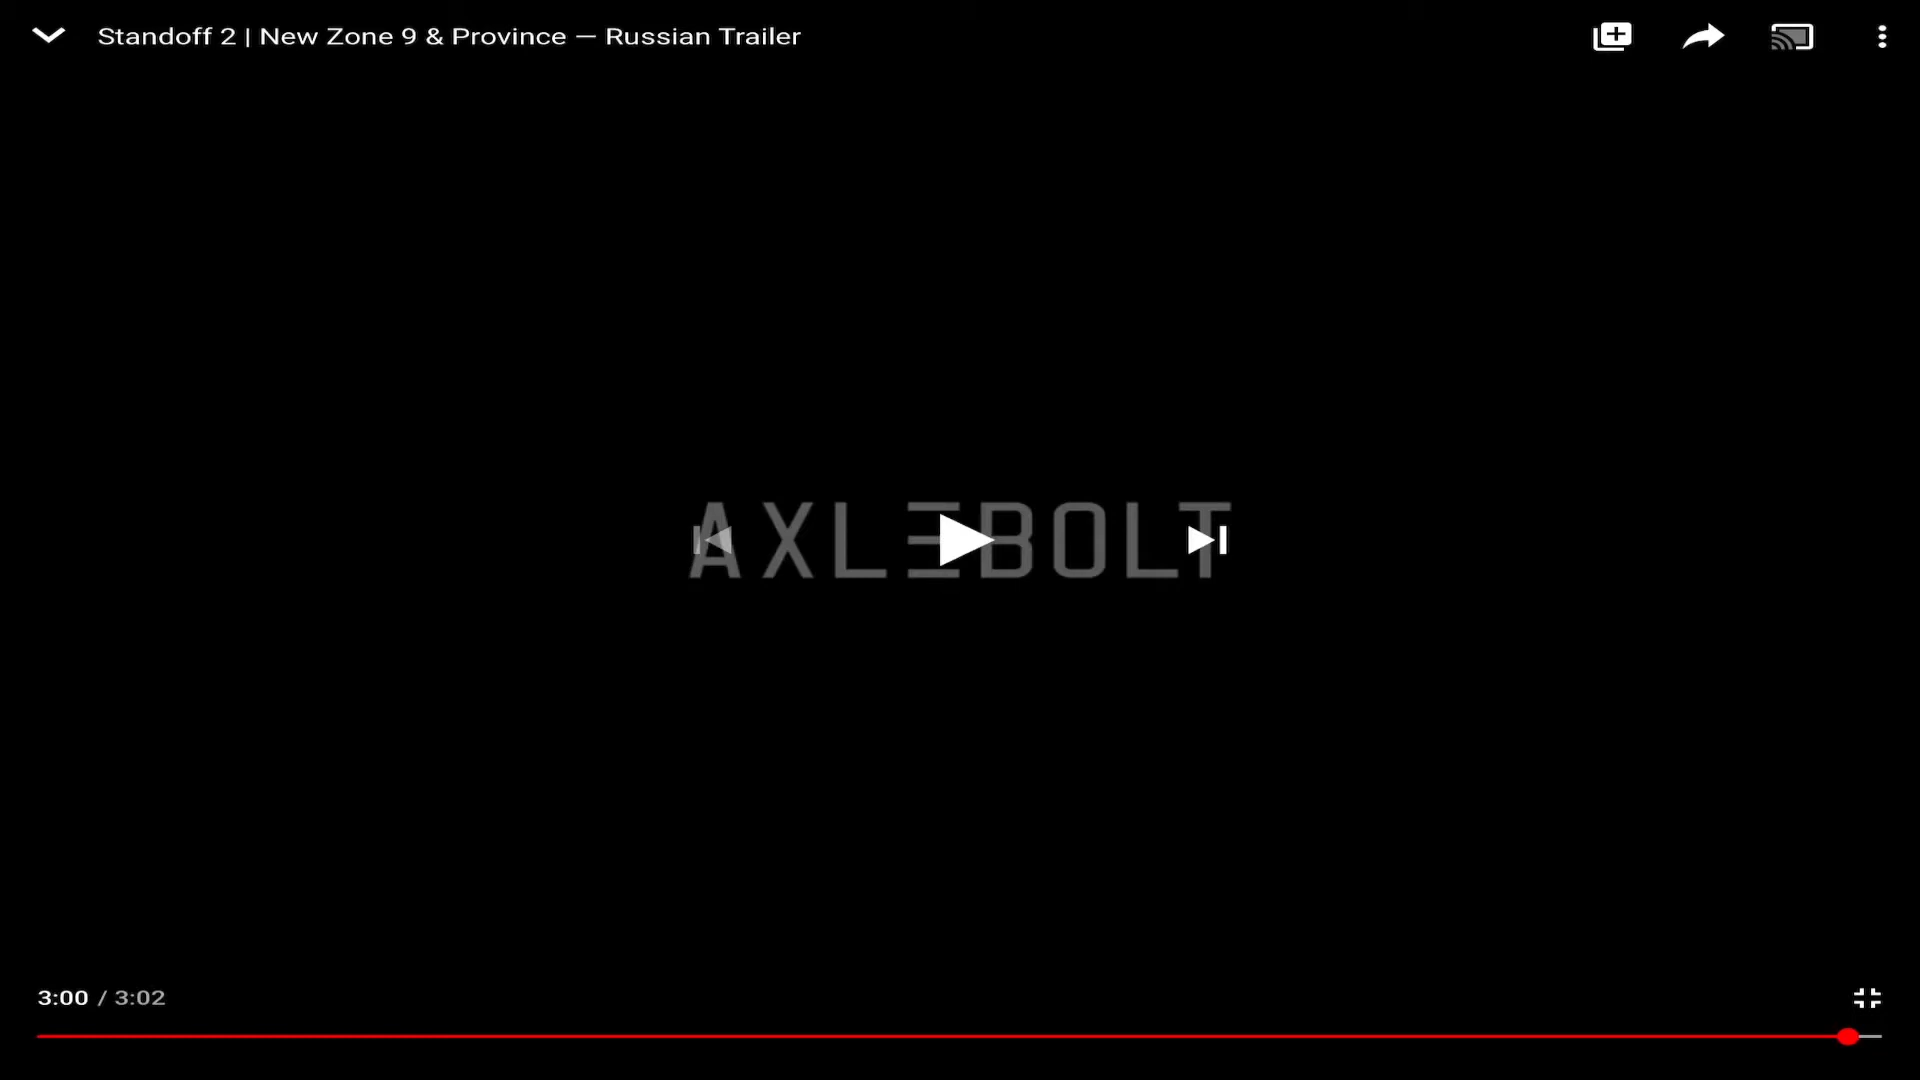 Standoff 2 | New Zone 9 & Province — Russian Trailer
AXLEBOLT
3:00 / 3:02